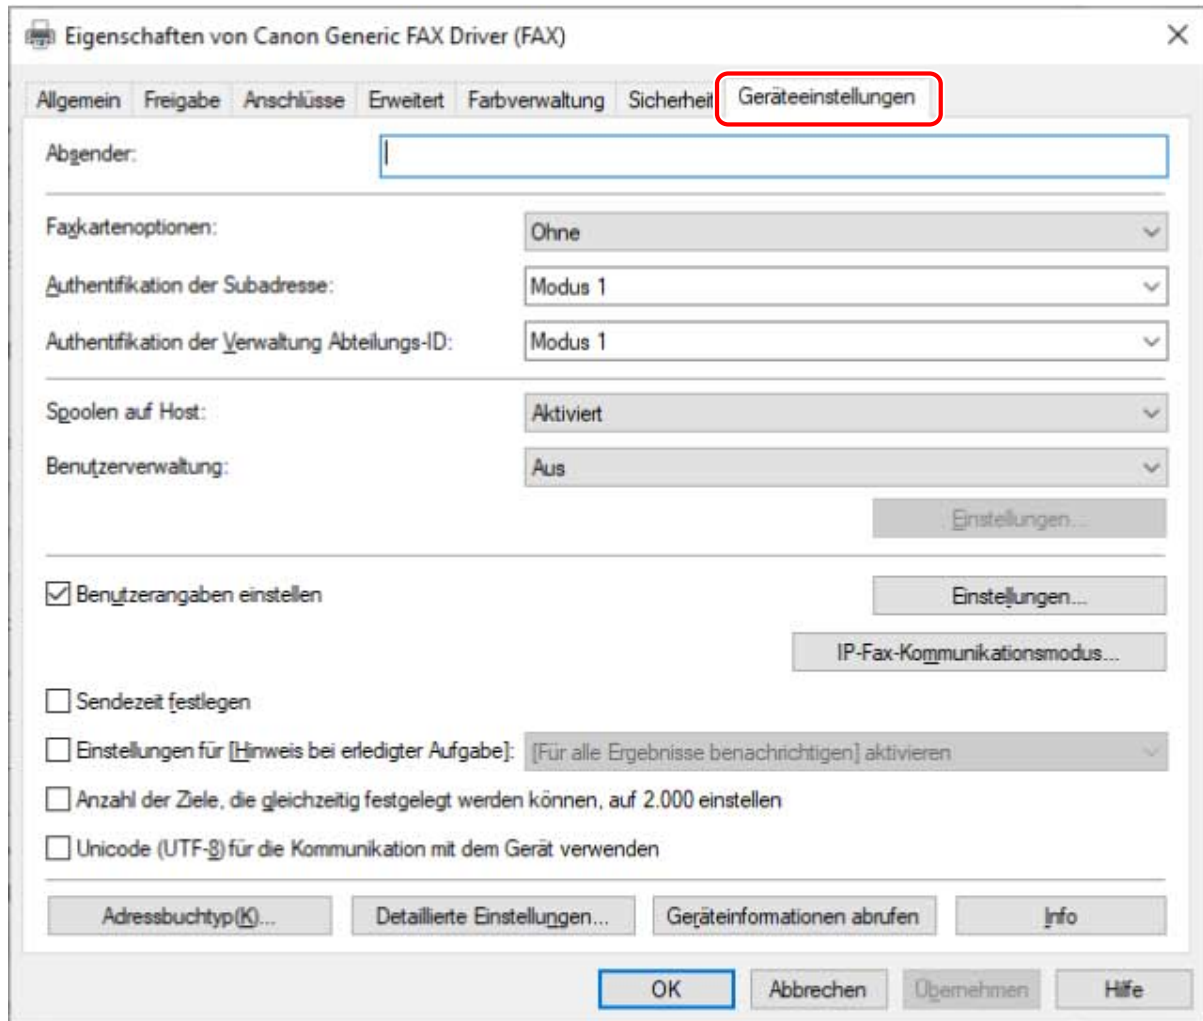 Eigenschaften von Canon Generic FAX Driver (FAX)
Allgemein Freigabe Anschlüsse Erweitert Farbverwaltung Sicherheit Geräteeinstellungen
Absender:
Faxkartenoptionen: Ohne
Authentifikation der Subadresse: Modus 1
Authentifikation der Verwaltung Abteilungs-ID: Modus 1
Spoolen auf Host: Aktiviert
Benutzerverwaltung: Aus
Einstellungen...
Benutzerangaben einstellen Einstellungen...
IP-Fax-Kommunikationsmodus...
Sendezeit festlegen
Einstellungen für [Hinweis bei erledigter Aufgabe]: [Für alle Ergebnisse benachrichtigen] aktivieren
Anzahl der Ziele, die gleichzeitig festgelegt werden können, auf 2.000 einstellen
Unicode (UTF-8) für die Kommunikation mit dem Gerät verwenden
Adressbuchtyp(K)... Detaillierte Einstellungen... Geräteinformationen abrufen Info
OK Abbrechen Übernehmen Hilfe